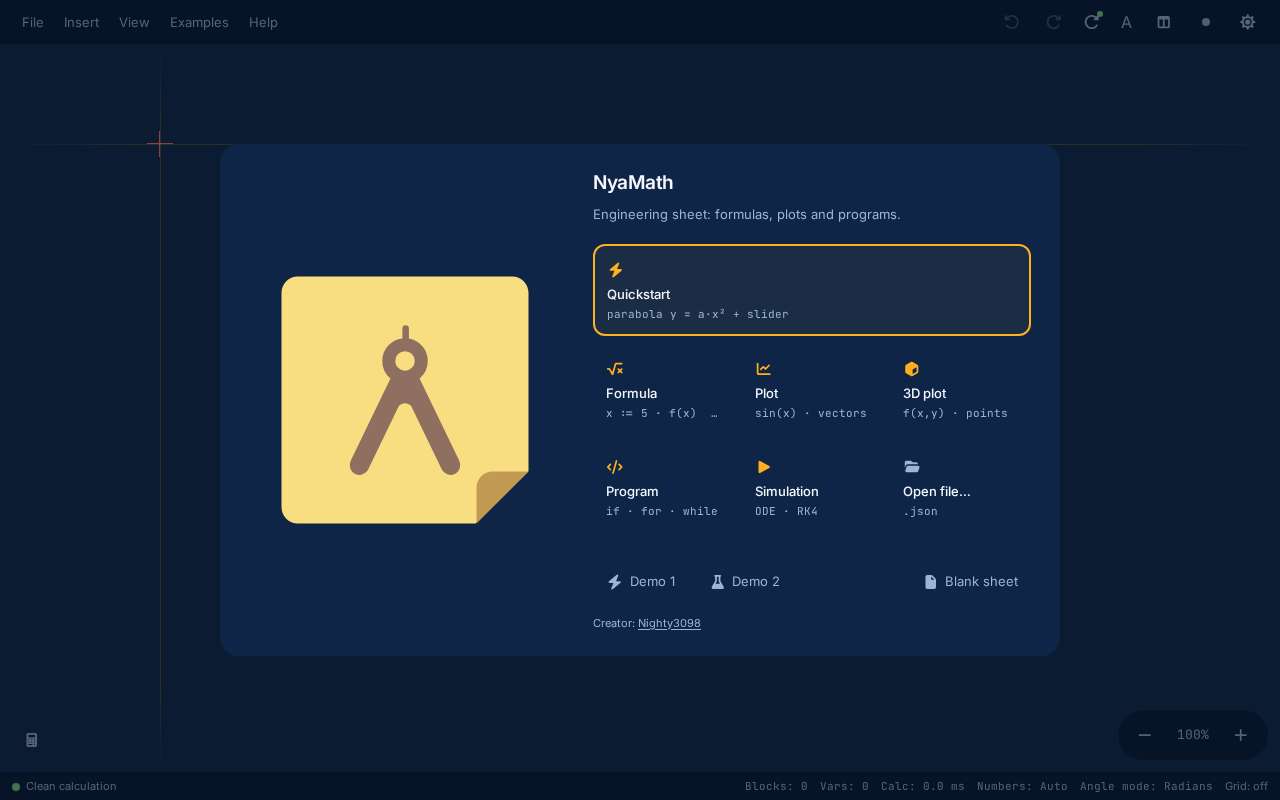 File Insert View Examples Help A
NyaMath
Engineering sheet: formulas, plots and programs.
Quickstart
parabola y = a·x² + slider
Formula Plot 3D plot
x := 5 · f(x) … sin(x) · vectors f(x,y) · points
Program Simulation Open file…
if · for · while ODE · RK4 .json
Demo 1 Demo 2 Blank sheet
Creator: Nighty3098
100%
Clean calculation Blocks: 0 Vars: 0 Calc: 0.0 ms Numbers: Auto Angle mode: Radians Grid: off